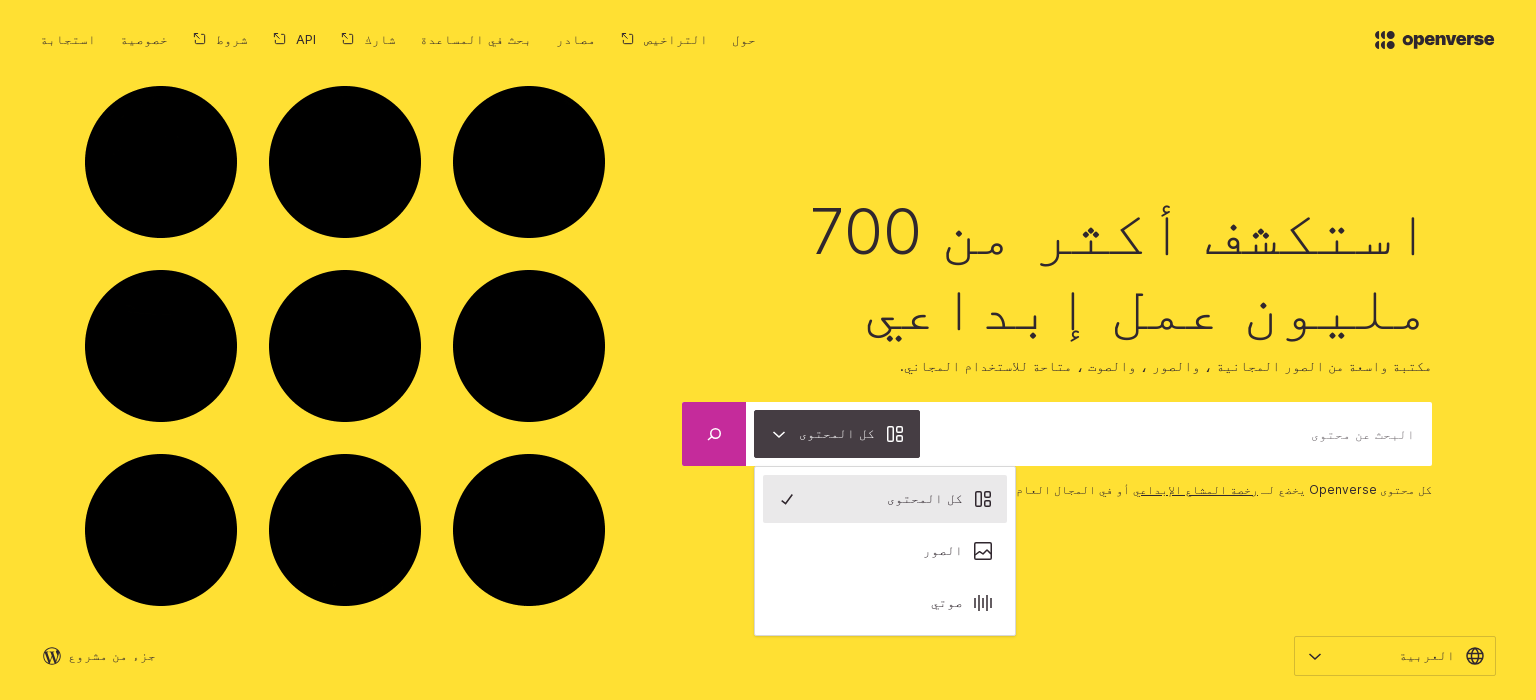 openverse
حول
التراخيص
مصادر
بحث في المساعدة
شارك
API
شروط
خصوصية
استجابة
استكشف أكثر من 700
مليون عمل إبداعي
مكتبة واسعة من الصور المجانية ، والصور ، والصوت ، متاحة للاستخدام المجاني.
البحث عن محتوى
كل المحتوى
كل محتوى Openverse يخضع لـ رخصة المشاع الإبداعي أو في المجال العام
كل المحتوى
الصور
صوتي
العربية
جزء من مشروع